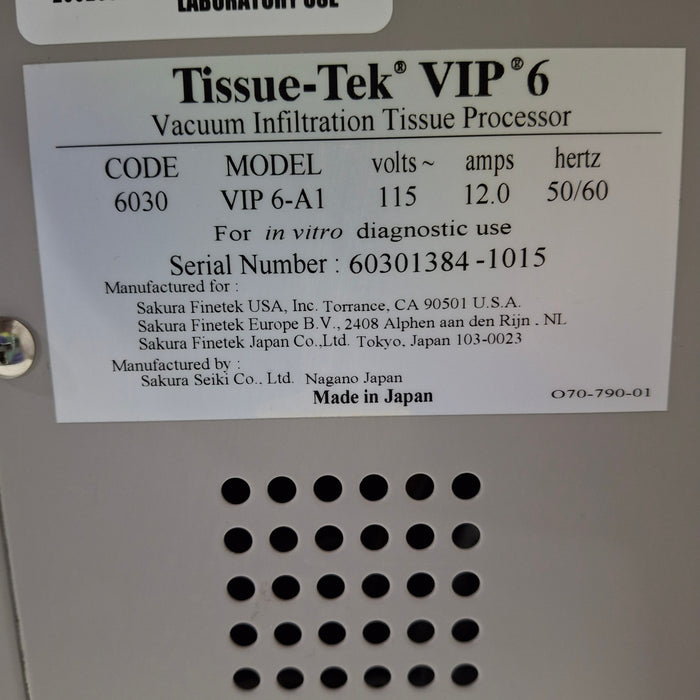 LABORATORY USE
Tissue-Tek® VIP®6
Vacuum Infiltration Tissue Processor
CODE MODEL volts ~ amps hertz
6030 VIP 6-A1 115 12.0 50/60
For in vitro diagnostic use
Serial Number : 60301384 -1015
Manufactured for :
Sakura Finetek USA, Inc. Torrance, CA 90501 U.S.A.
Sakura Finetek Europe B.V., 2408 Alphen aan den Rijn . NL
Sakura Finetek Japan Co.,Ltd. Tokyo, Japan 103-0023
Manufactured by :
Sakura Seiki Co., Ltd. Nagano Japan
Made in Japan
O70-790-01